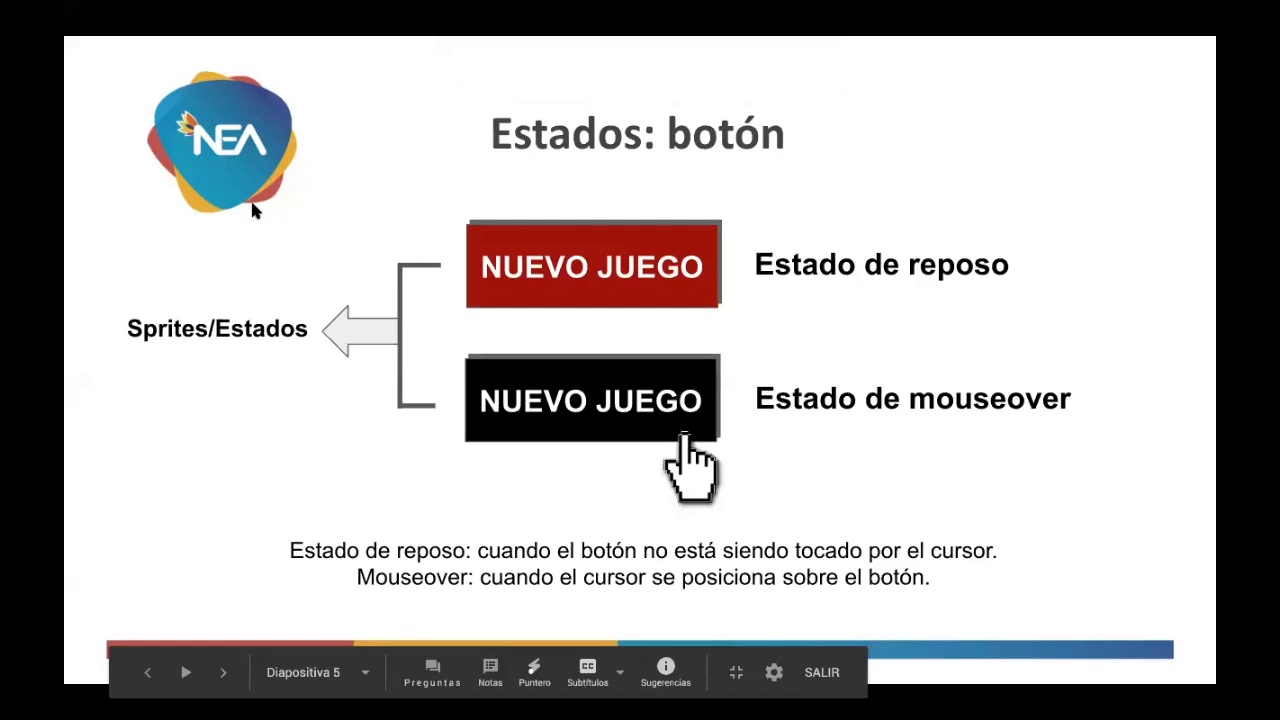 NEA
Estados: botón
NUEVO JUEGO
Estado de reposo
Sprites/Estados
NUEVO JUEGO
Estado de mouseover
Estado de reposo: cuando el botón no está siendo tocado por el cursor.
Mouseover: cuando el cursor se posiciona sobre el botón.
Diapositiva 5
Preguntas
Notas
Puntero
CC
Subtítulos
Sugerencias
SALIR